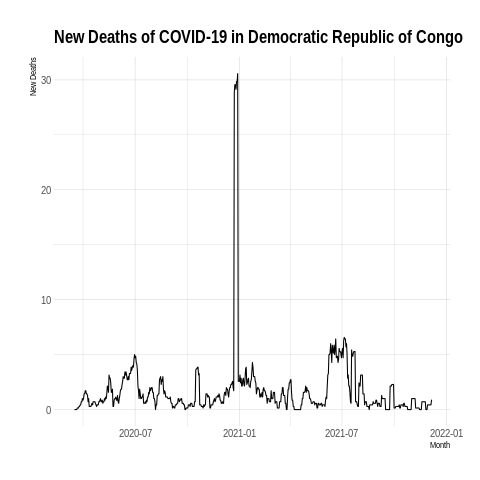 New Deaths of COVID-19 in Democratic Republic of Congo
New Deaths
30
20
10
0
2020-07
2021-01
2021-07
2022-01
Month